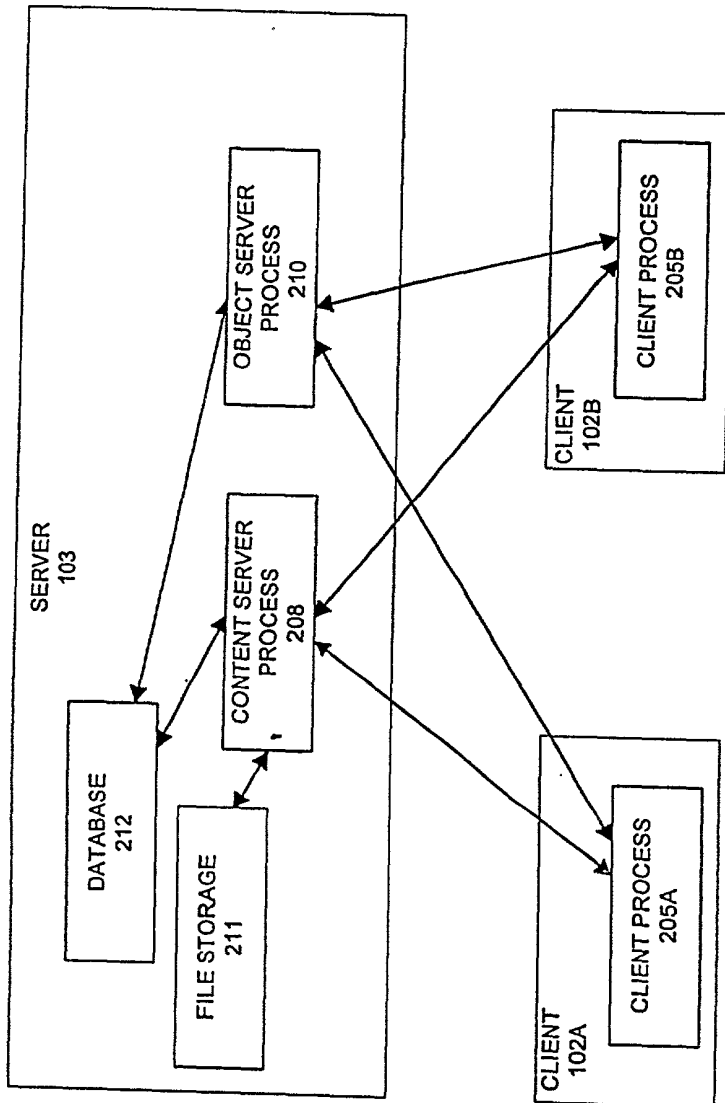 SERVER
103
DATABASE
212
FILE STORAGE
211
CONTENT SERVER
PROCESS
208
OBJECT SERVER
PROCESS
210
CLIENT
102A
CLIENT PROCESS
205A
CLIENT
102B
CLIENT PROCESS
205B